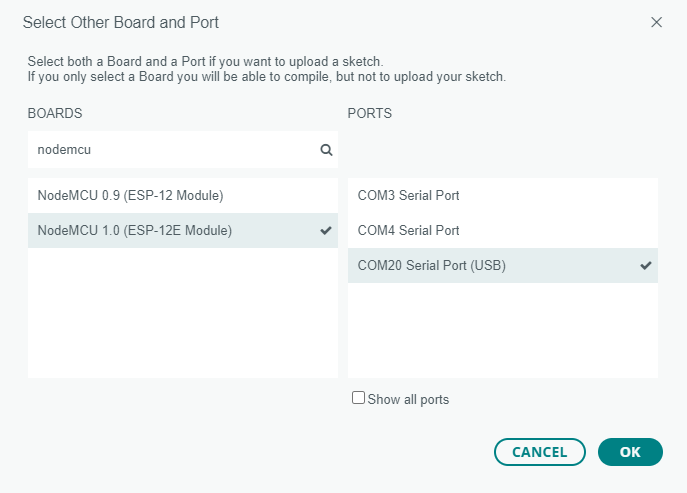 Select Other Board and Port
Select both a Board and a Port if you want to upload a sketch.
If you only select a Board you will be able to compile, but not to upload your sketch.
BOARDS
PORTS
nodemcu
NodeMCU 0.9 (ESP-12 Module)
NodeMCU 1.0 (ESP-12E Module)
COM3 Serial Port
COM4 Serial Port
COM20 Serial Port (USB)
Show all ports
CANCEL
OK